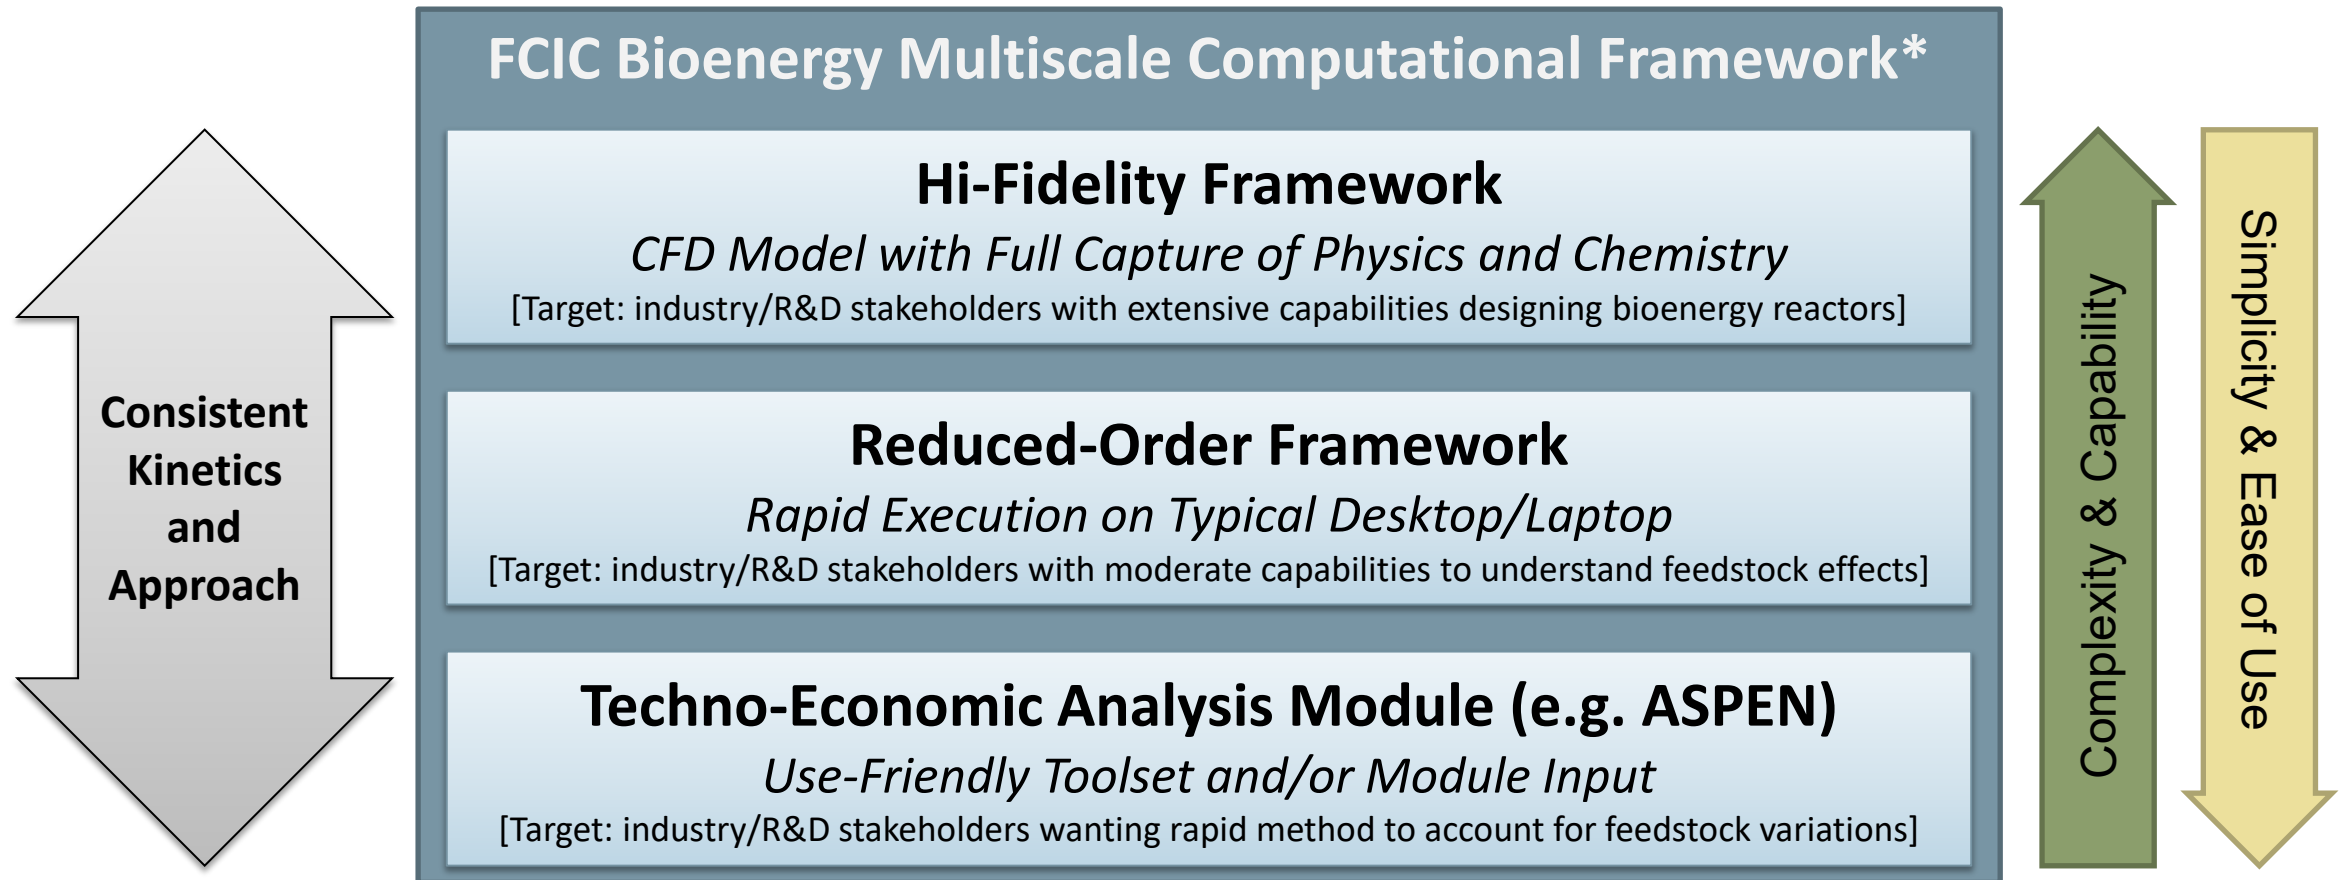 FCIC Bioenergy Multiscale Computational Framework*
Consistent
Kinetics
and
Approach
Hi-Fidelity Framework
CFD Model with Full Capture of Physics and Chemistry
[Target: industry/R&D stakeholders with extensive capabilities designing bioenergy reactors]
Reduced-Order Framework
Rapid Execution on Typical Desktop/Laptop
[Target: industry/R&D stakeholders with moderate capabilities to understand feedstock effects]
Techno-Economic Analysis Module (e.g. ASPEN)
Use-Friendly Toolset and/or Module Input
[Target: industry/R&D stakeholders wanting rapid method to account for feedstock variations]
Complexity & Capability
Simplicity & Ease of Use